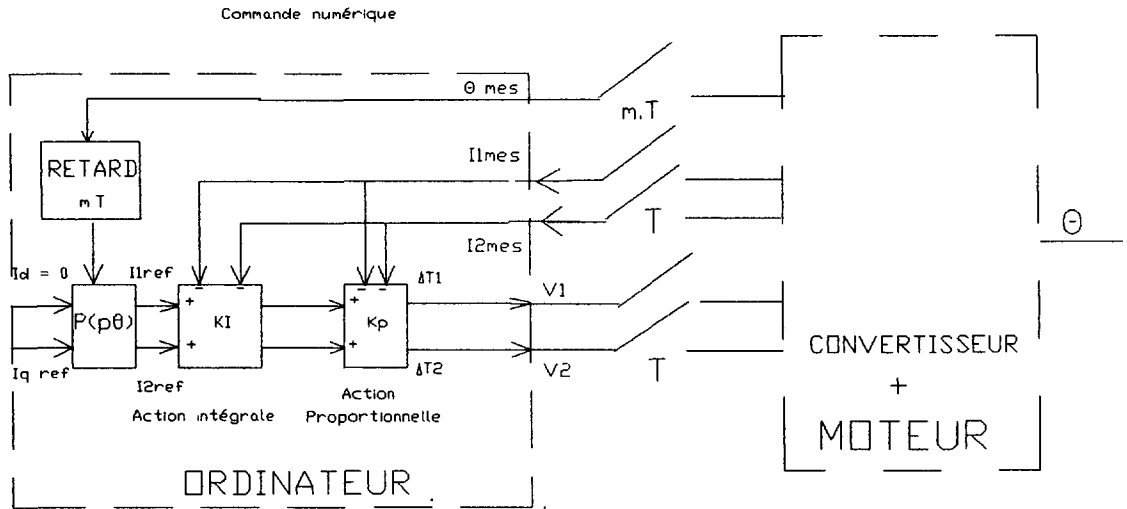 Commande numérique
θ mes
m.T
I1mes
RETARD
m T
T
I2mes
θ
Id = 0
I1ref
ΔT1
V1
P(pθ)
+
-
-
KI
+
+
-
-
Kp
+
Iq ref
I2ref
ΔT2
V2
T
CONVERTISSEUR
+
MOTEUR
Action intégrale
Action
Proportionnelle
ORDINATEUR